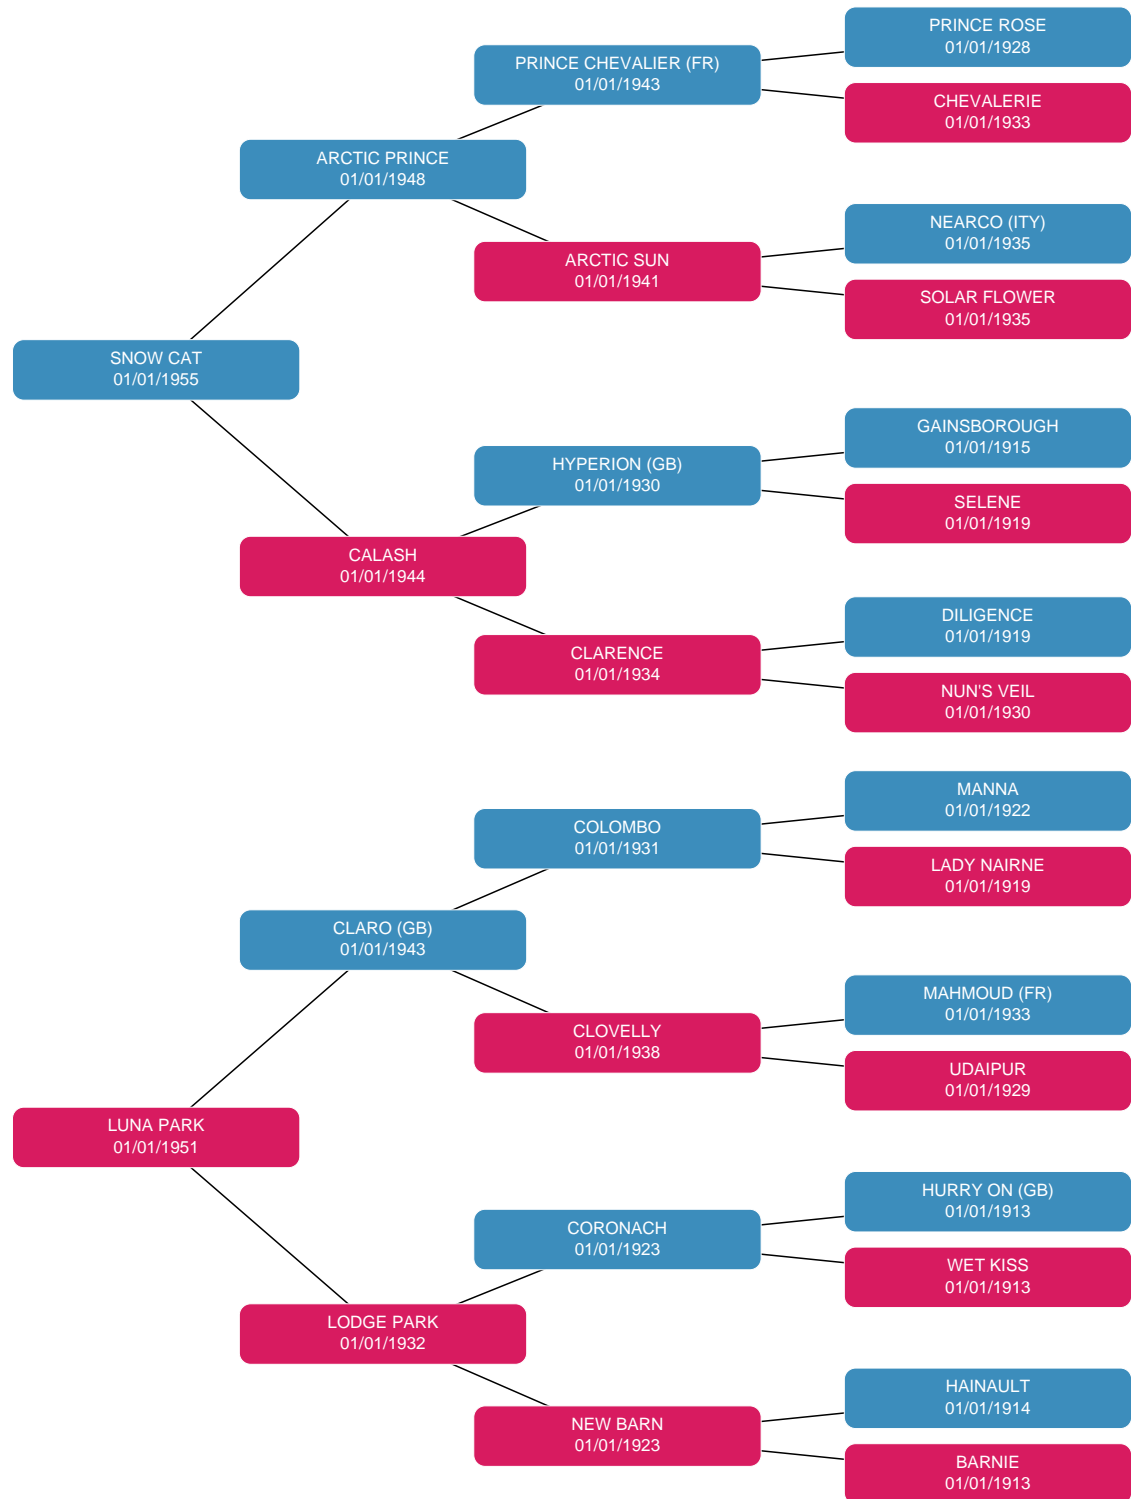 PRINCE ROSE
01/01/1928
PRINCE CHEVALIER (FR)
01/01/1943
CHEVALERIE
01/01/1933
ARCTIC PRINCE
01/01/1948
NEARCO (ITY)
01/01/1935
ARCTIC SUN
01/01/1941
SOLAR FLOWER
01/01/1935
SNOW CAT
01/01/1955
GAINSBOROUGH
01/01/1915
HYPERION (GB)
01/01/1930
SELENE
01/01/1919
CALASH
01/01/1944
DILIGENCE
01/01/1919
CLARENCE
01/01/1934
NUN'S VEIL
01/01/1930
MANNA
01/01/1922
COLOMBO
01/01/1931
LADY NAIRNE
01/01/1919
CLARO (GB)
01/01/1943
MAHMOUD (FR)
01/01/1933
CLOVELLY
01/01/1938
UDAIPUR
01/01/1929
LUNA PARK
01/01/1951
HURRY ON (GB)
01/01/1913
CORONACH
01/01/1923
WET KISS
01/01/1913
LODGE PARK
01/01/1932
HAINAULT
01/01/1914
NEW BARN
01/01/1923
BARNIE
01/01/1913